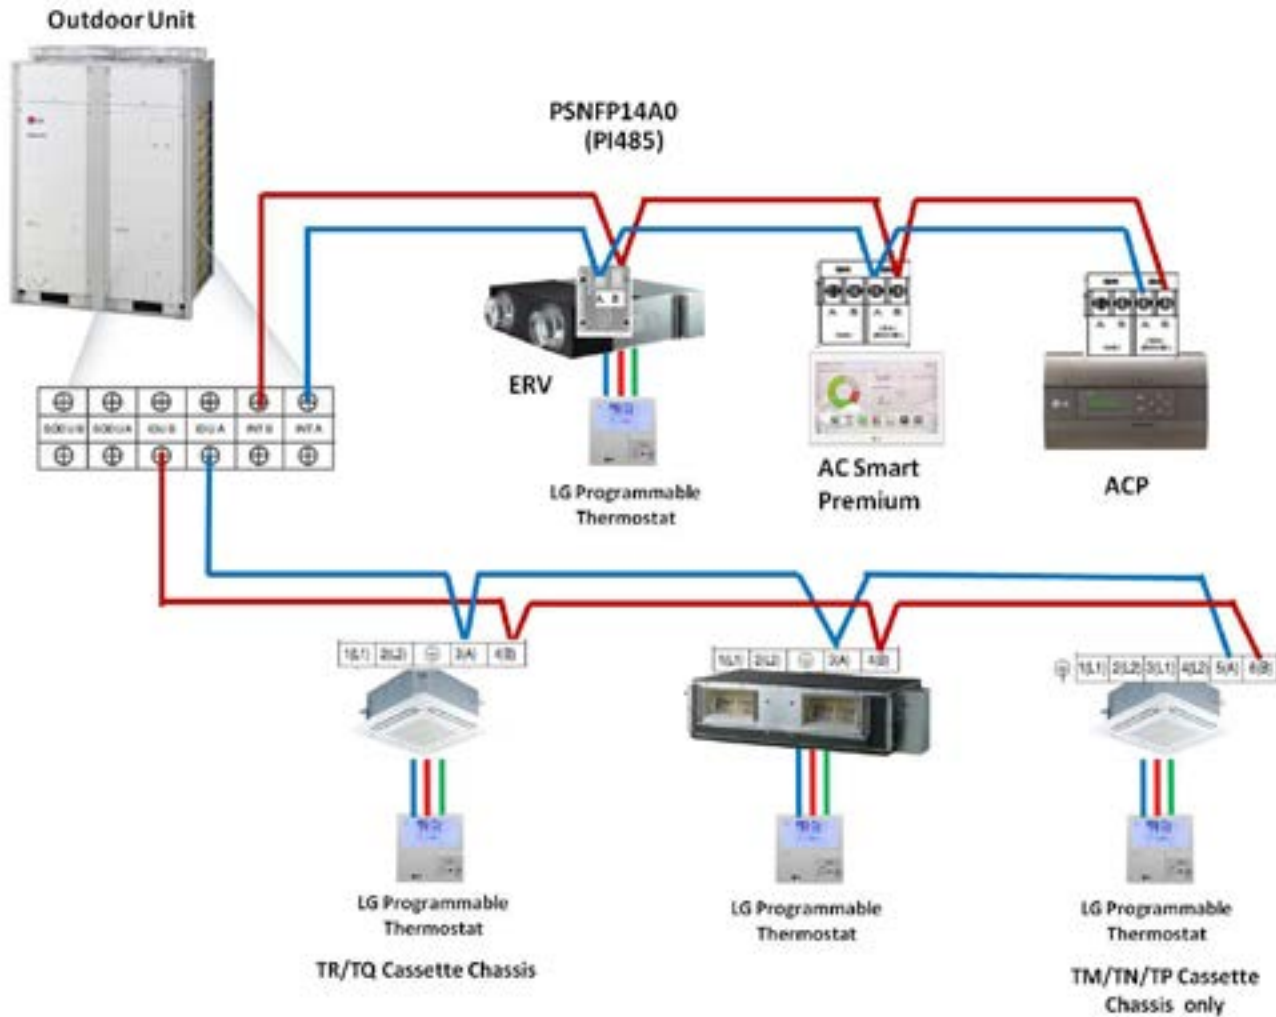 Outdoor Unit
PSNFP14A0
(PI485)
A B
ERV
SODU B SODU A IDU B IDU A INT B INT A
A B A B
A B A B
LG Programmable
Thermostat
AC Smart
Premium
ACP
1(L1) 2(L2) 3(A) 4(B)
1(L1) 2(L2) 3(A) 4(B)
1(L1) 2(L2) 3(L1) 4(L2) 5(A) 6(B)
LG Programmable
Thermostat
TR/TQ Cassette Chassis
LG Programmable
Thermostat
LG Programmable
Thermostat
TM/TN/TP Cassette
Chassis only